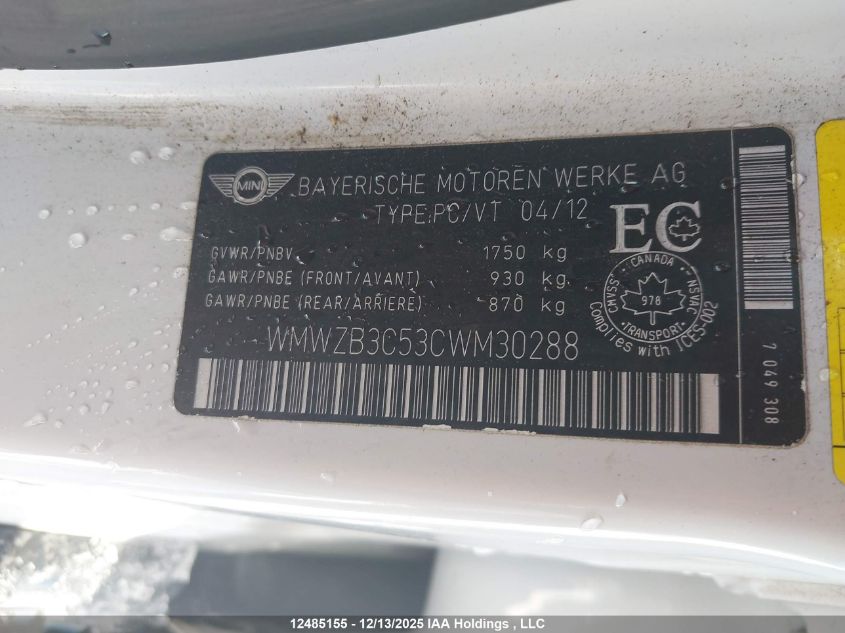 MINI BAYERISCHE MOTOREN WERKE AG
TYPE:PC/VT 04/12
EC
GVWR/PNBV 1750 kg
GAWR/PNBE (FRONT/AVANT) 930 kg
GAWR/PNBE (REAR/ARRIERE) 870 kg
CANADA
CMVSS
978
NSVAC
TRANSPORT
Complies with ICES-002
WMWZB3C53CWM30288
7 049 308
12485155 - 12/13/2025 IAA Holdings , LLC